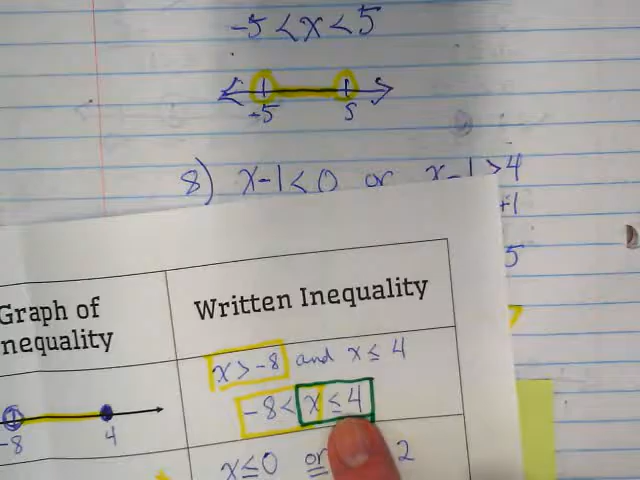 -5 < x < 5
-5 5
8) x-1 < 0 or x-1 > 4
+1
5
Graph of
nequality
Written Inequality
x > -8 and x ≤ 4
-8 < x ≤ 4
-8 4
x ≤ 0 or 2